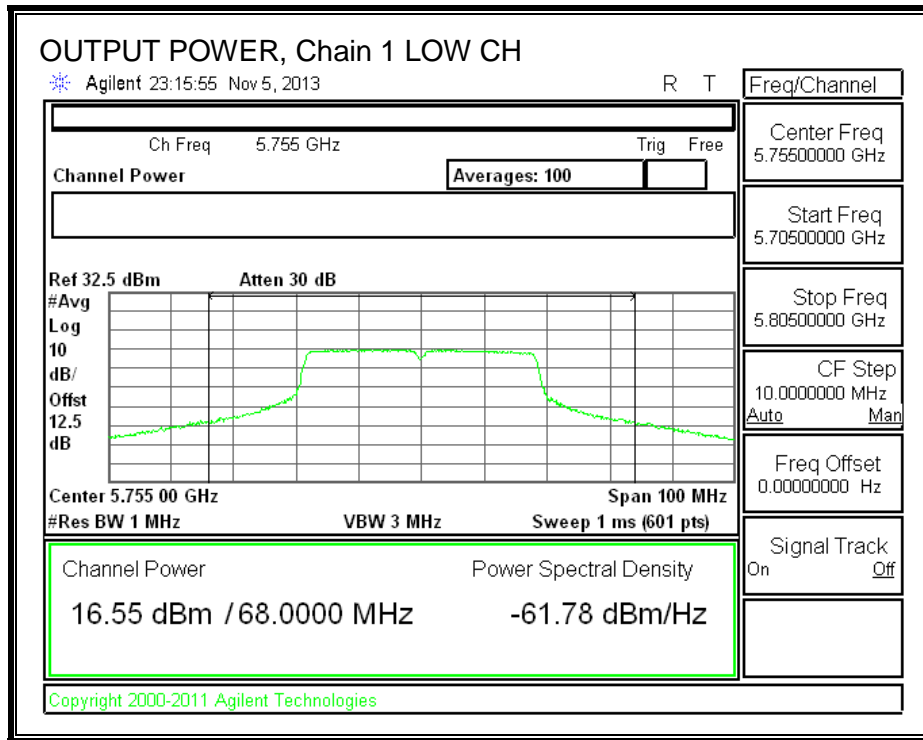 OUTPUT POWER, Chain 1 LOW CH
Agilent 23:15:55 Nov 5, 2013 R T
Freq/Channel
Ch Freq 5.755 GHz Trig Free
Channel Power Averages: 100
Center Freq
5.75500000 GHz
Start Freq
5.70500000 GHz
Stop Freq
5.80500000 GHz
CF Step
10.0000000 MHz
Auto Man
Freq Offset
0.00000000 Hz
Signal Track
On Off
Ref 32.5 dBm Atten 30 dB
#Avg
Log
10
dB/
Offst
12.5
dB
Center 5.755 00 GHz Span 100 MHz
#Res BW 1 MHz VBW 3 MHz Sweep 1 ms (601 pts)
Channel Power Power Spectral Density
16.55 dBm / 68.0000 MHz -61.78 dBm/Hz
Copyright 2000-2011 Agilent Technologies